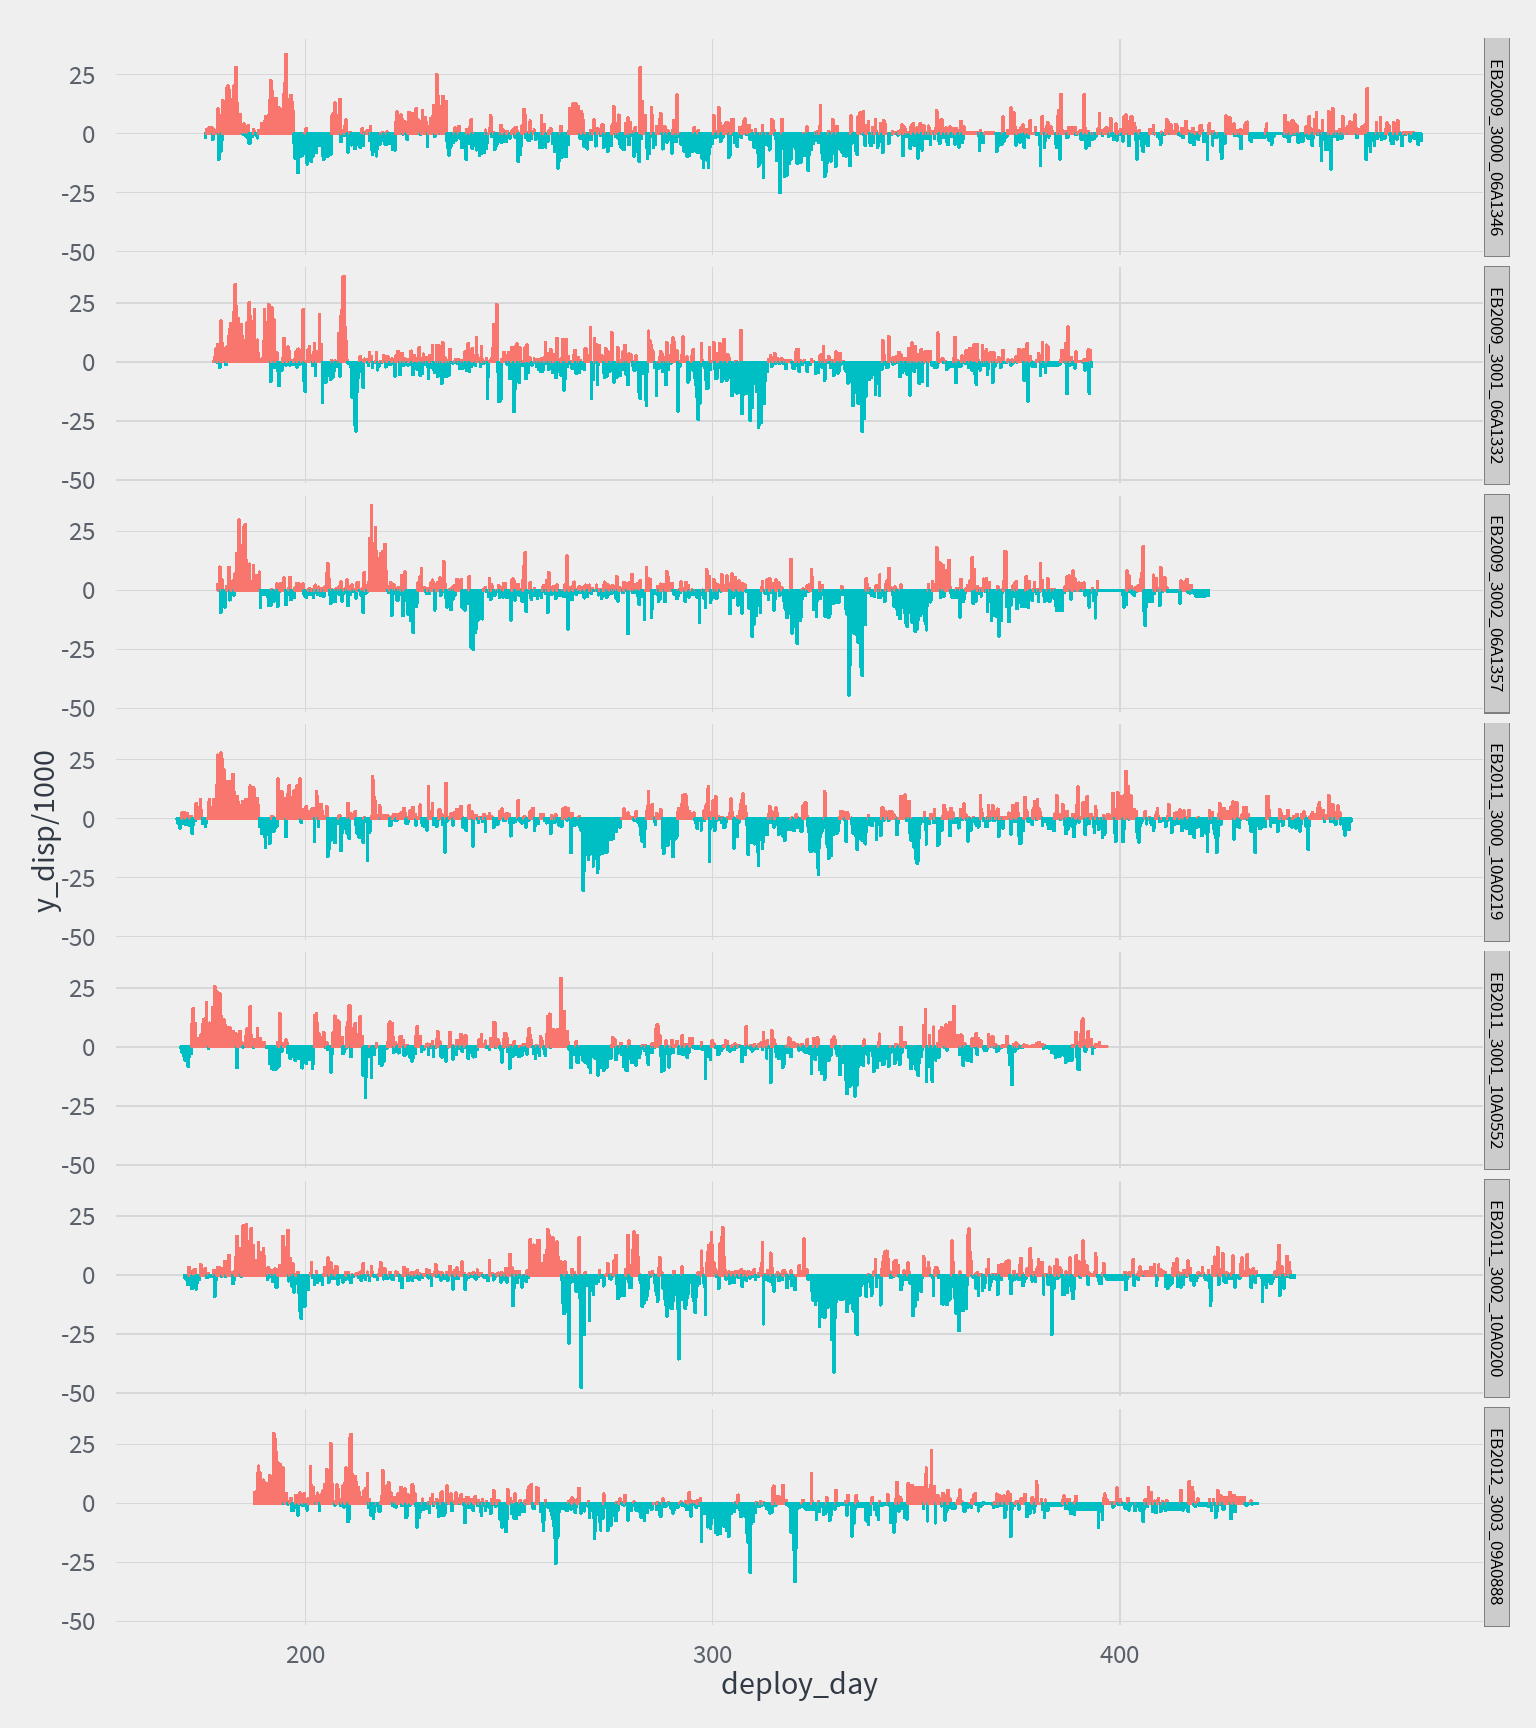 25
0
-25
-50
EB2009_3000_06A1346
25
0
-25
-50
EB2009_3001_06A1332
25
0
-25
-50
EB2009_3002_06A1357
y_disp/1000
25
0
-25
-50
EB2011_3000_10A0219
25
0
-25
-50
EB2011_3001_10A0552
25
0
-25
-50
EB2011_3002_10A0200
25
0
-25
-50
EB2012_3003_09A0888
200 300 400
deploy_day